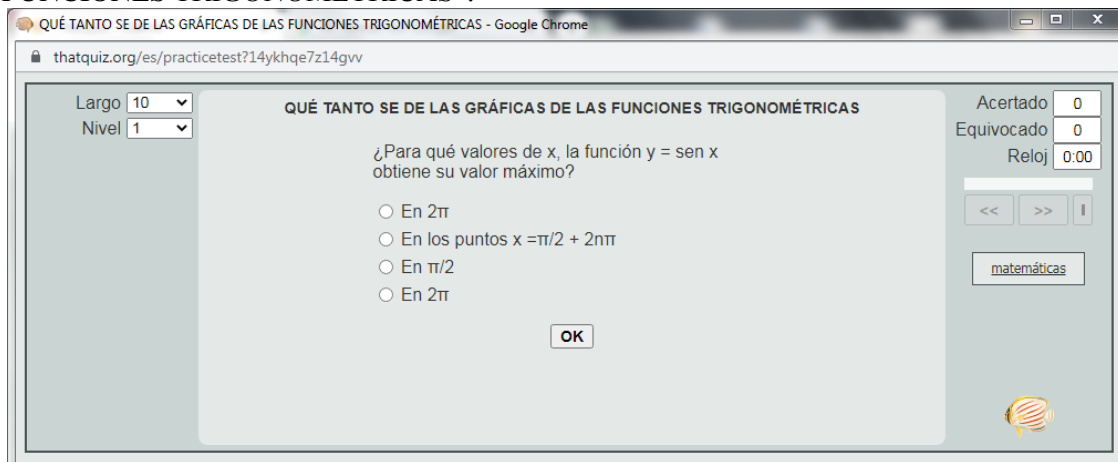 FUNCIONES TRIGONOMÉTRICAS".
QUÉ TANTO SE DE LAS GRÁFICAS DE LAS FUNCIONES TRIGONOMÉTRICAS - Google Chrome
thatquiz.org/es/practicetest?14ykhqe7z14gvv
Largo 10
Nivel 1
QUÉ TANTO SE DE LAS GRÁFICAS DE LAS FUNCIONES TRIGONOMÉTRICAS
¿Para qué valores de x, la función y = sen x
obtiene su valor máximo?
En 2π
En los puntos x =π/2 + 2nπ
En π/2
En 2π
OK
Acertado 0
Equivocado 0
Reloj 0:00
<< >> ||
matemáticas